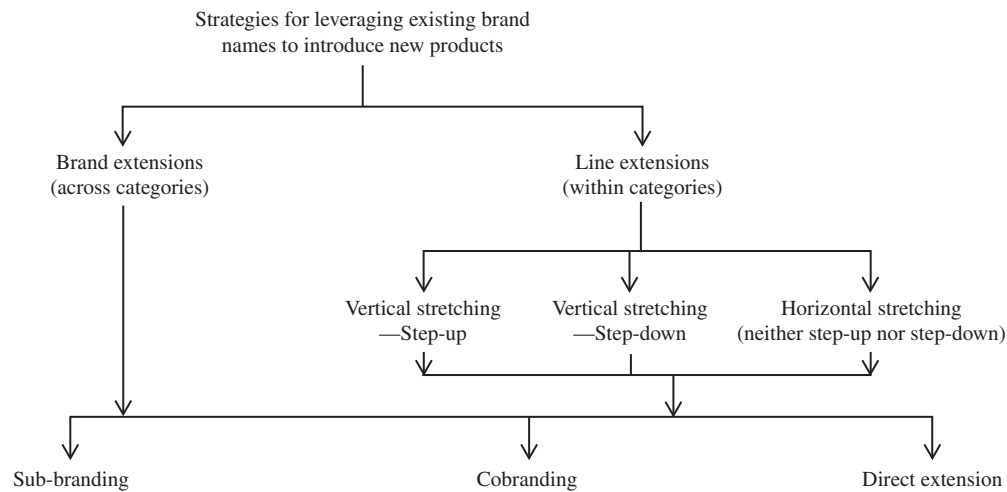 Strategies for leveraging existing brand
names to introduce new products
Brand extensions
(across categories)
Line extensions
(within categories)
Vertical stretching
—Step-up
Vertical stretching
—Step-down
Horizontal stretching
(neither step-up nor step-down)
Sub-branding
Cobranding
Direct extension